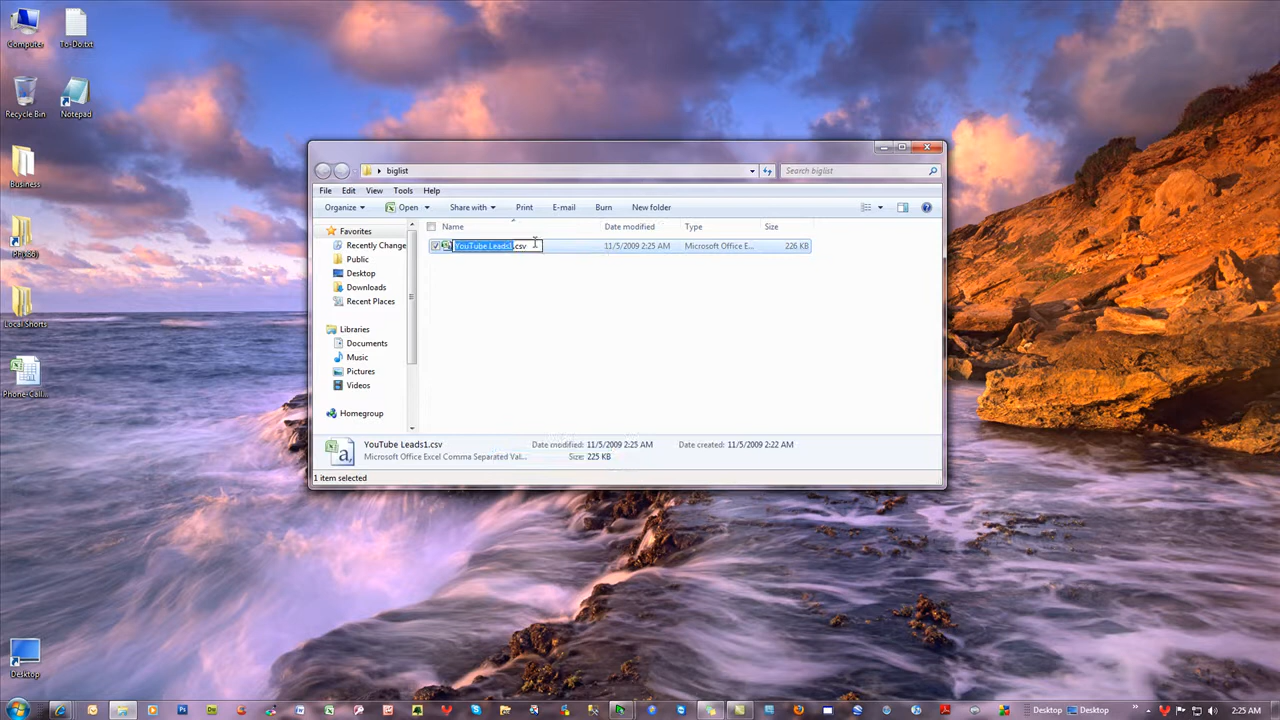 Computer
To-Do.txt
Recycle Bin
Notepad
Business
Local Shorts
Phone-Call...
Desktop
biglist
Search biglist
File Edit View Tools Help
Organize Open Share with Print E-mail Burn New folder
Name Date modified Type Size
YouTube Leads1.csv 11/5/2009 2:25 AM Microsoft Office E... 226 KB
Favorites
Recently Change
Public
Desktop
Downloads
Recent Places
Libraries
Documents
Music
Pictures
Videos
Homegroup
YouTube Leads1.csv Date modified: 11/5/2009 2:25 AM Date created: 11/5/2009 2:22 AM
Microsoft Office Excel Comma Separated Val... Size: 225 KB
1 item selected
Desktop Desktop 2:25 AM